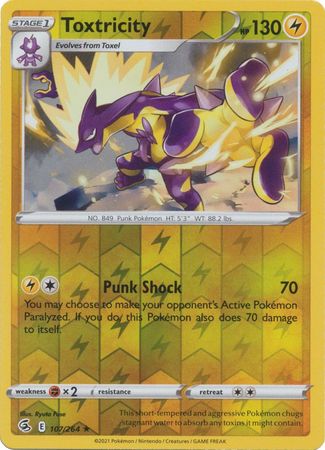 STAGE 1
Toxtricity
HP 130
Evolves from Toxel
NO. 849 Punk Pokémon HT. 5'3" WT. 88.2 lbs.
Punk Shock 70
You may choose to make your opponent's Active Pokémon
Paralyzed. If you do, this Pokémon also does 70 damage
to itself.
weakness ×2 resistance retreat
Illus. Ryuta Fuse
E 107/264 ★
This short-tempered and aggressive Pokémon chugs
stagnant water to absorb any toxins it might contain.
©2021 Pokémon / Nintendo / Creatures / GAME FREAK